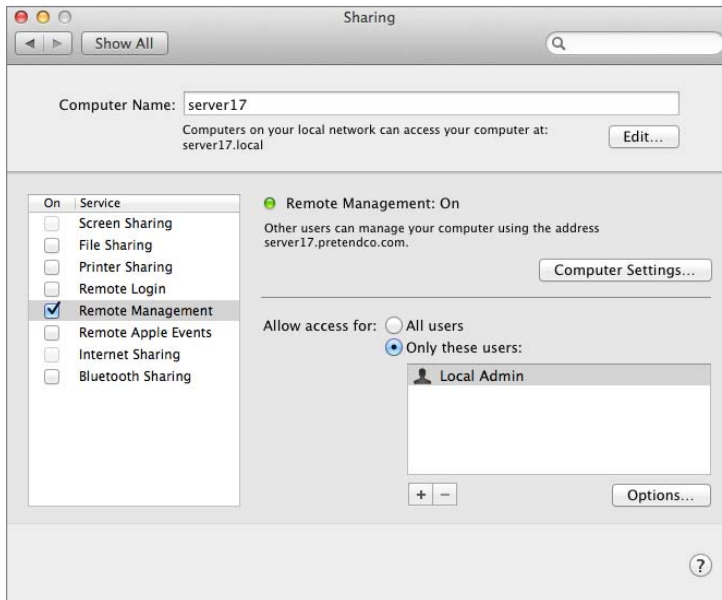 Sharing
Show All
Computer Name: server17
Computers on your local network can access your computer at:
server17.local
Edit...
On Service
Screen Sharing
File Sharing
Printer Sharing
Remote Login
Remote Management
Remote Apple Events
Internet Sharing
Bluetooth Sharing
Remote Management: On
Other users can manage your computer using the address
server17.pretendco.com.
Computer Settings...
Allow access for: All users
Only these users:
Local Admin
+ −
Options...
?